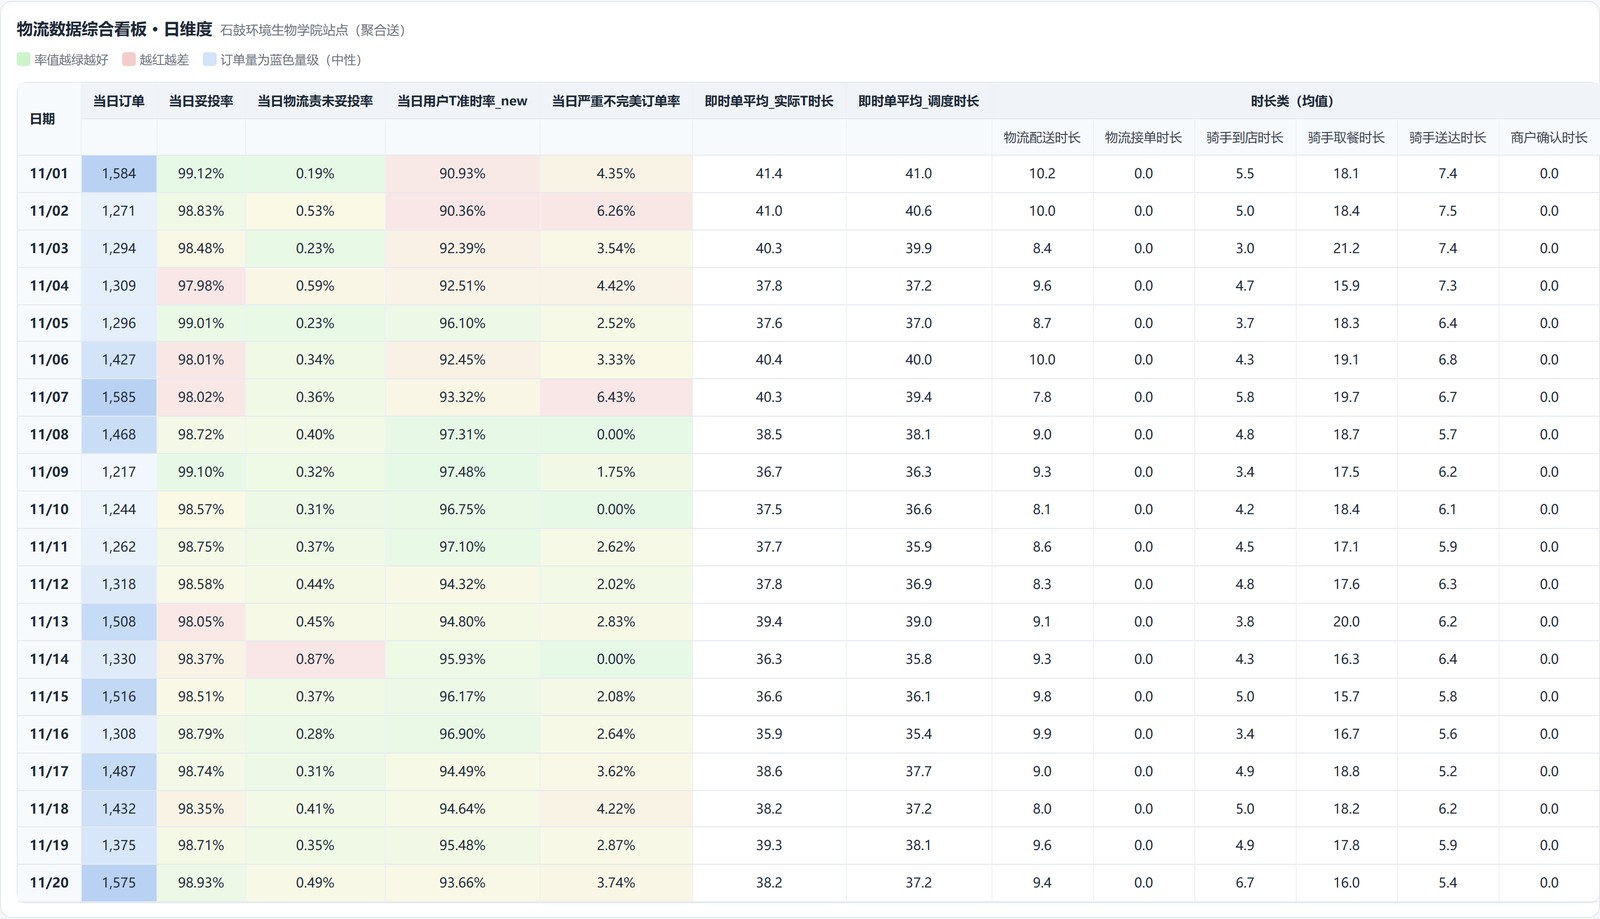 物流数据综合看板 • 日维度 石鼓环境生物学院站点（聚合送）
率值越绿越好 越红越差 订单量为蓝色量级（中性）
日期 当日订单 当日妥投率 当日物流责未妥投率 当日用户T准时率_new 当日严重不完美订单率 即时单平均_实际T时长 即时单平均_调度时长 时长类（均值）
物流配送时长 物流接单时长 骑手到店时长 骑手取餐时长 骑手送达时长 商户确认时长
11/01 1,584 99.12% 0.19% 90.93% 4.35% 41.4 41.0 10.2 0.0 5.5 18.1 7.4 0.0
11/02 1,271 98.83% 0.53% 90.36% 6.26% 41.0 40.6 10.0 0.0 5.0 18.4 7.5 0.0
11/03 1,294 98.48% 0.23% 92.39% 3.54% 40.3 39.9 8.4 0.0 3.0 21.2 7.4 0.0
11/04 1,309 97.98% 0.59% 92.51% 4.42% 37.8 37.2 9.6 0.0 4.7 15.9 7.3 0.0
11/05 1,296 99.01% 0.23% 96.10% 2.52% 37.6 37.0 8.7 0.0 3.7 18.3 6.4 0.0
11/06 1,427 98.01% 0.34% 92.45% 3.33% 40.4 40.0 10.0 0.0 4.3 19.1 6.8 0.0
11/07 1,585 98.02% 0.36% 93.32% 6.43% 40.3 39.4 7.8 0.0 5.8 19.7 6.7 0.0
11/08 1,468 98.72% 0.40% 97.31% 0.00% 38.5 38.1 9.0 0.0 4.8 18.7 5.7 0.0
11/09 1,217 99.10% 0.32% 97.48% 1.75% 36.7 36.3 9.3 0.0 3.4 17.5 6.2 0.0
11/10 1,244 98.57% 0.31% 96.75% 0.00% 37.5 36.6 8.1 0.0 4.2 18.4 6.1 0.0
11/11 1,262 98.75% 0.37% 97.10% 2.62% 37.7 35.9 8.6 0.0 4.5 17.1 5.9 0.0
11/12 1,318 98.58% 0.44% 94.32% 2.02% 37.8 36.9 8.3 0.0 4.8 17.6 6.3 0.0
11/13 1,508 98.05% 0.45% 94.80% 2.83% 39.4 39.0 9.1 0.0 3.8 20.0 6.2 0.0
11/14 1,330 98.37% 0.87% 95.93% 0.00% 36.3 35.8 9.3 0.0 4.3 16.3 6.4 0.0
11/15 1,516 98.51% 0.37% 96.17% 2.08% 36.6 36.1 9.8 0.0 5.0 15.7 5.8 0.0
11/16 1,308 98.79% 0.28% 96.90% 2.64% 35.9 35.4 9.9 0.0 3.4 16.7 5.6 0.0
11/17 1,487 98.74% 0.31% 94.49% 3.62% 38.6 37.7 9.0 0.0 4.9 18.8 5.2 0.0
11/18 1,432 98.35% 0.41% 94.64% 4.22% 38.2 37.2 8.0 0.0 5.0 18.2 6.2 0.0
11/19 1,375 98.71% 0.35% 95.48% 2.87% 39.3 38.1 9.6 0.0 4.9 17.8 5.9 0.0
11/20 1,575 98.93% 0.49% 93.66% 3.74% 38.2 37.2 9.4 0.0 6.7 16.0 5.4 0.0